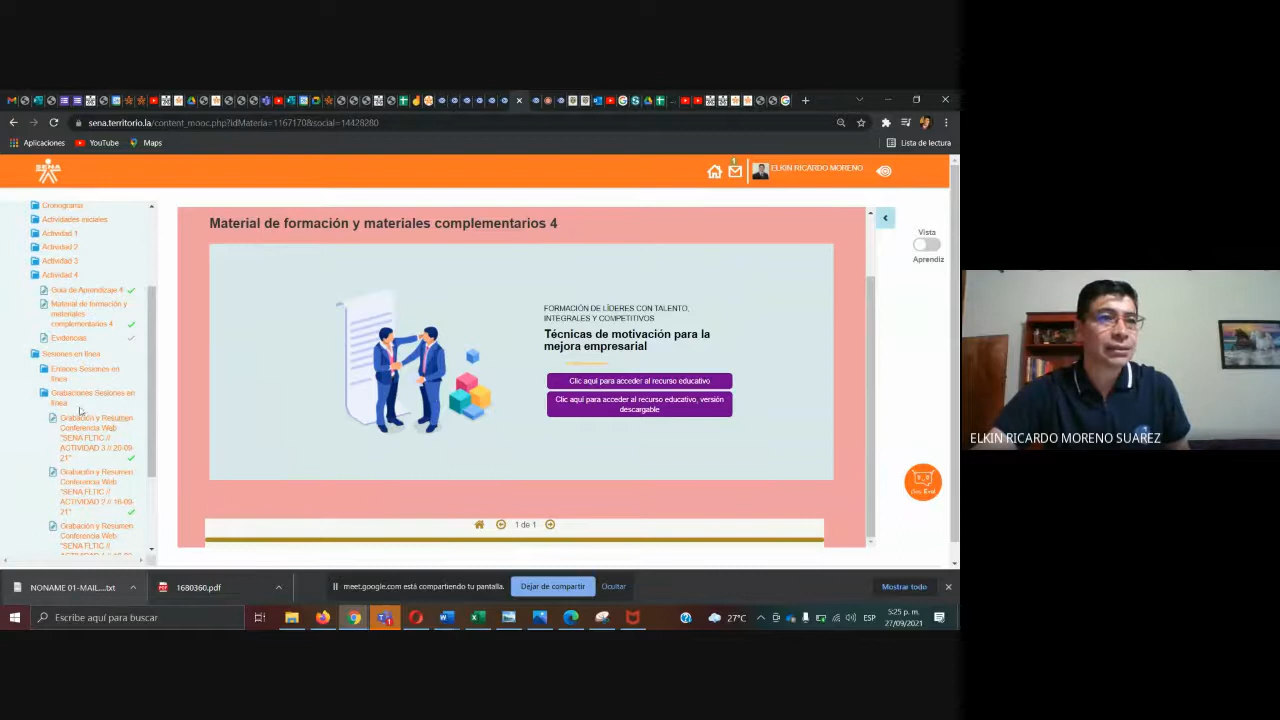 sena.territorio.la/content_mooc.php?idMateria=1167170&social=14428280
Aplicaciones
YouTube
Maps
Lista de lectura
SENA
1
ELKIN RICARDO MORENO
Cronograma
Actividades iniciales
Actividad 1
Actividad 2
Actividad 3
Actividad 4
Guía de Aprendizaje 4
Material de formación y
materiales
complementarios 4
Evidencias
Sesiones en línea
Enlaces Sesiones en
línea
Grabaciones Sesiones en
línea
Grabación y Resumen
Conferencia Web
"SENA FLTIC //
ACTIVIDAD 3 // 20-09-
21"
Grabación y Resumen
Conferencia Web
"SENA FLTIC //
ACTIVIDAD 2 // 16-09-
21"
Grabación y Resumen
Conferencia Web
"SENA FLTIC //
Material de formación y materiales complementarios 4
FORMACIÓN DE LÍDERES CON TALENTO,
INTEGRALES Y COMPETITIVOS
Técnicas de motivación para la
mejora empresarial
Clic aquí para acceder al recurso educativo
Clic aquí para acceder al recurso educativo, versión
descargable
1 de 1
Vista
Aprendiz
ELKIN RICARDO MORENO SUAREZ
NONAME 01-MAIL....txt
1680360.pdf
meet.google.com está compartiendo tu pantalla.
Dejar de compartir
Ocultar
Mostrar todo
Escribe aquí para buscar
27°C
ESP
5:25 p. m.
27/09/2021